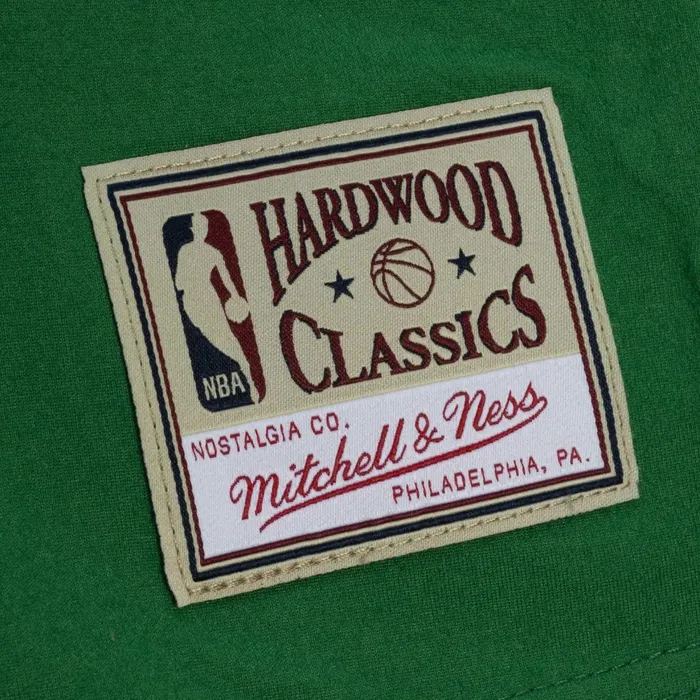 HARDWOOD
CLASSICS
NBA
NOSTALGIA CO.
Mitchell & Ness
PHILADELPHIA, PA.